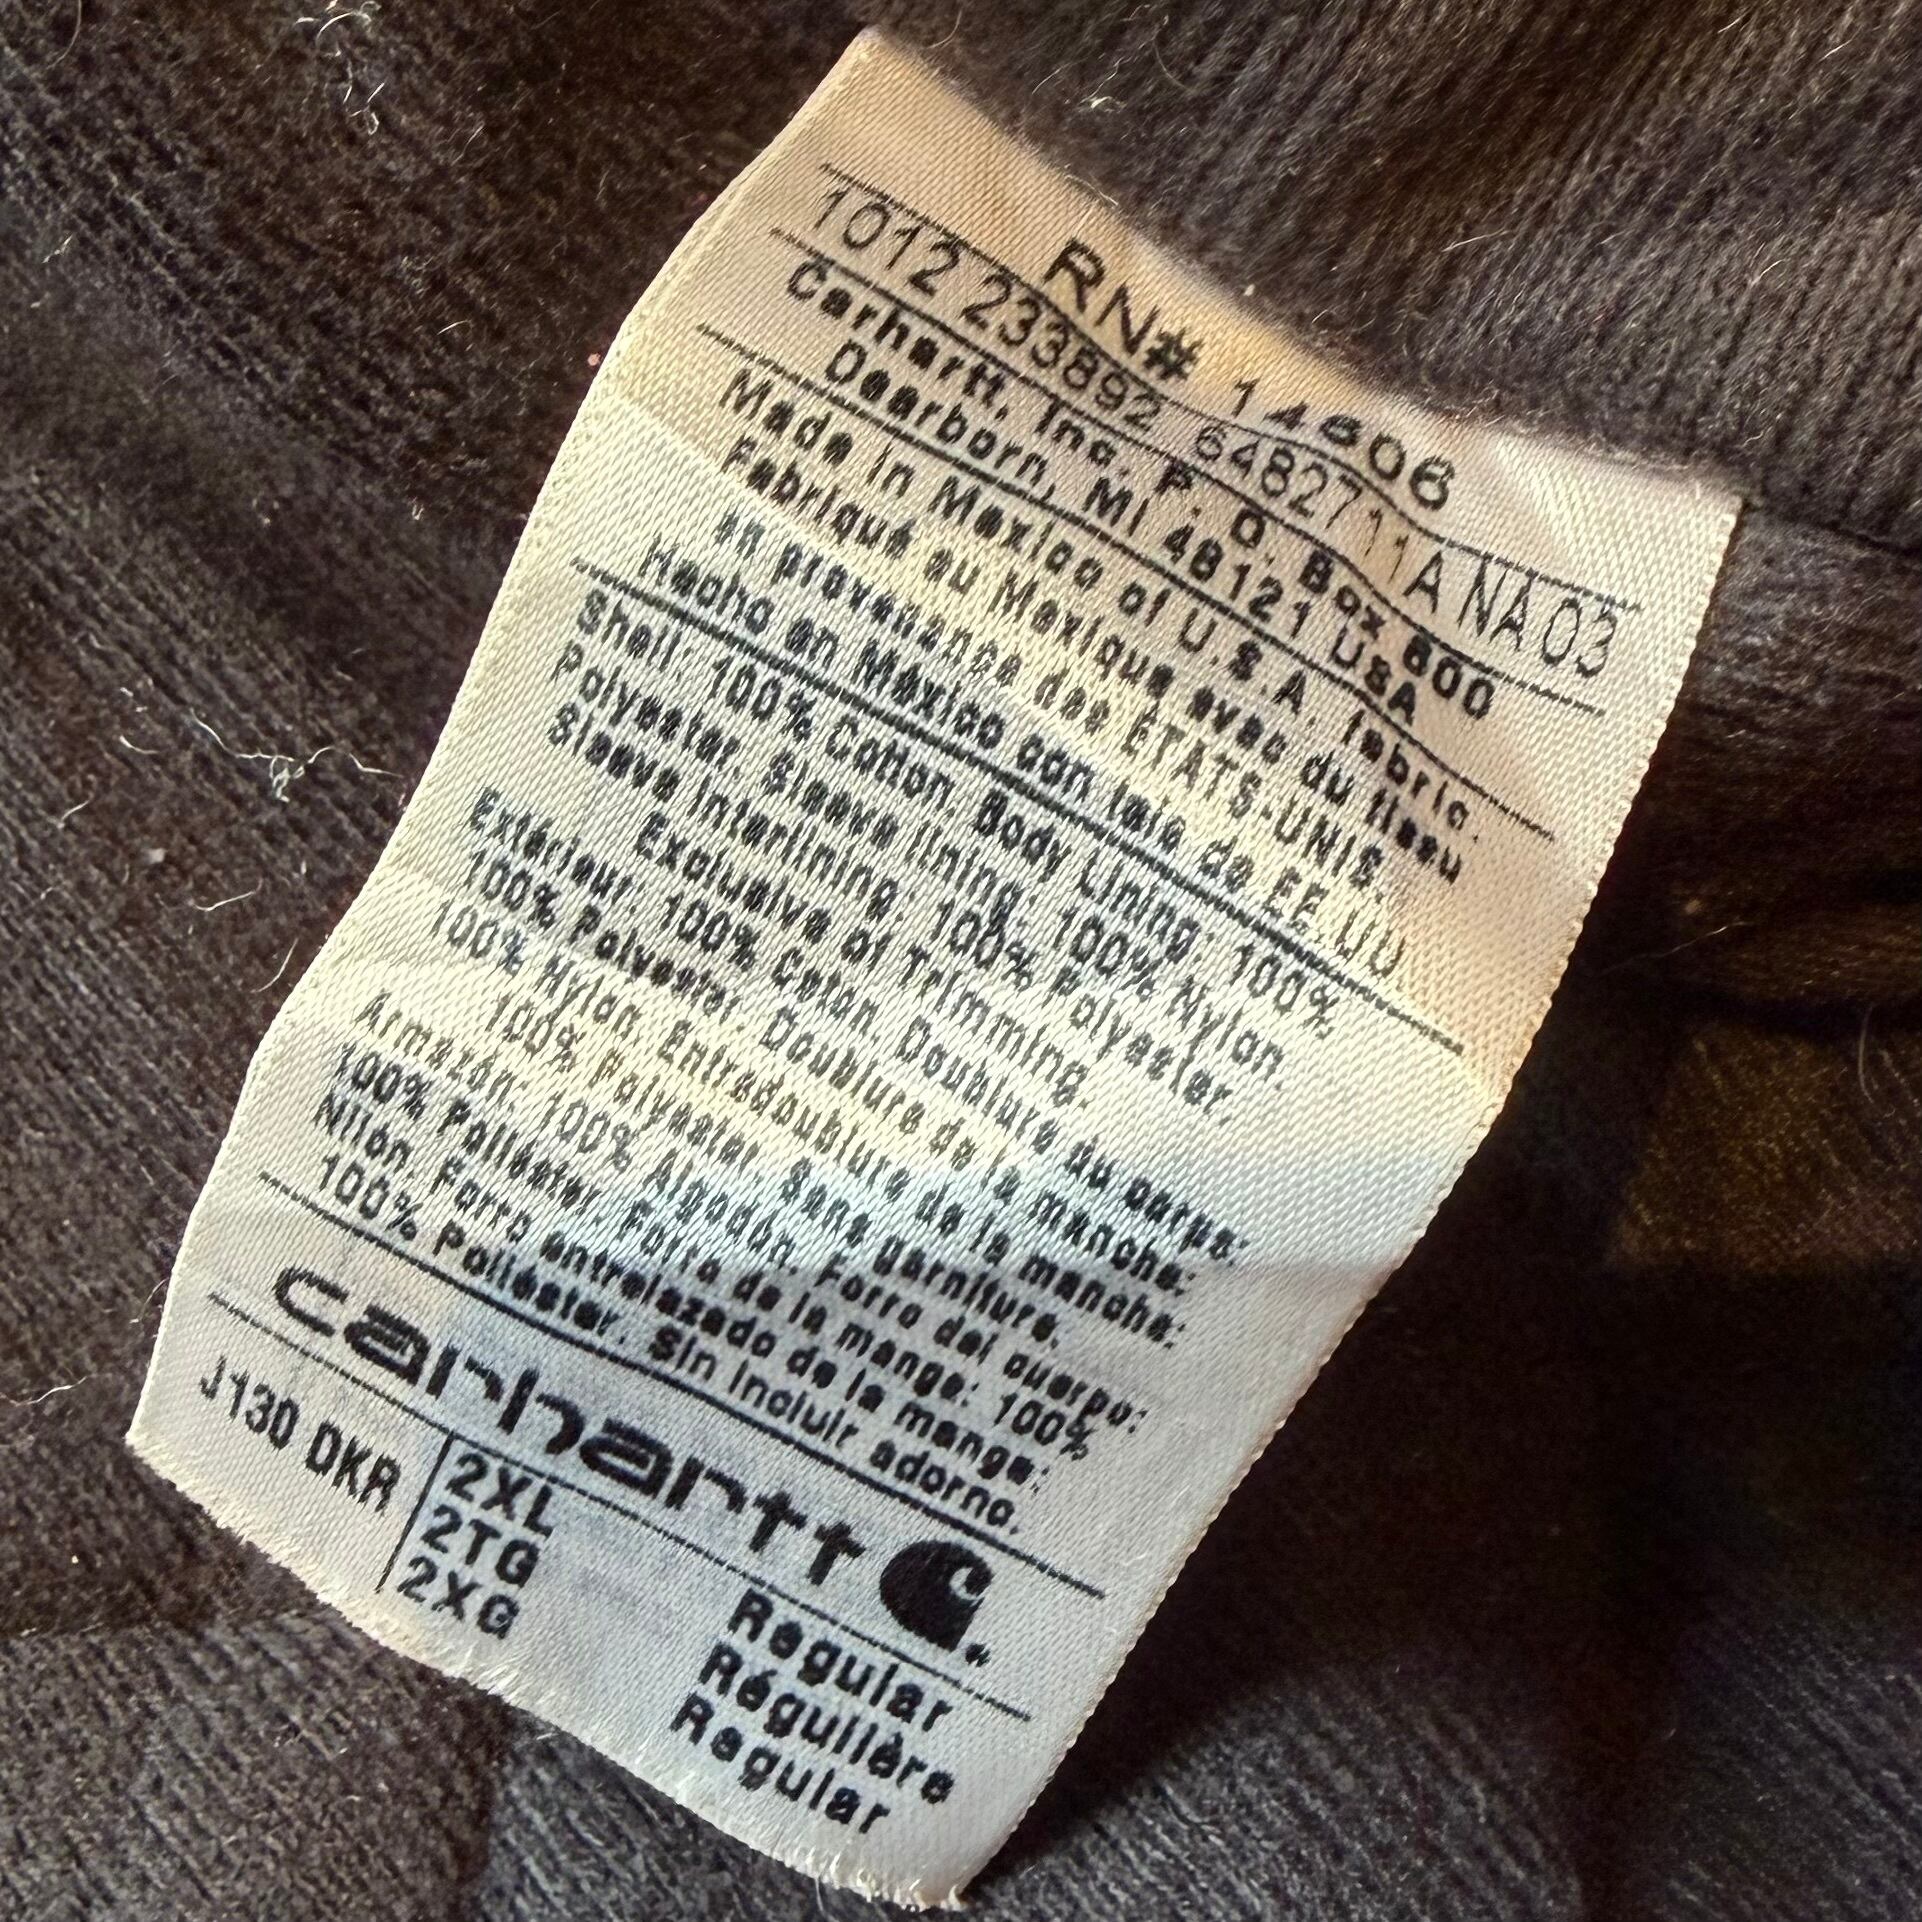 RN# 14806
1012 233892 6482711A NA 03
Carhartt, Inc. P. O. Box 600
Dearborn, MI 48121 USA
Made in Mexico of U.S.A. fabric.
Fabriqué au Mexique avec du tissu
en provenance des ÉTATS-UNIS.
Hecho en México con tela de EE.UU
Shell: 100% Cotton. Body Lining: 100%
Polyester. Sleeve lining: 100% Nylon.
Sleeve Interlining: 100% Polyester.
Exclusive of Trimming.
Extérieur: 100% Coton. Doublure du corps:
100% Polyester. Doublure de la manche:
100% Nylon. Entredoublure de la manche:
100% Polyester. Sans garniture.
Armazón: 100% Algodón. Forro del cuerpo:
100% Poliéster. Forro de la manga: 100%
Nilon. Forro entrelazado de la manga:
100% Poliéster. Sin incluir adorno.
carhartt
J130 DKR
2XL Regular
2TG Régulière
2XG Regular